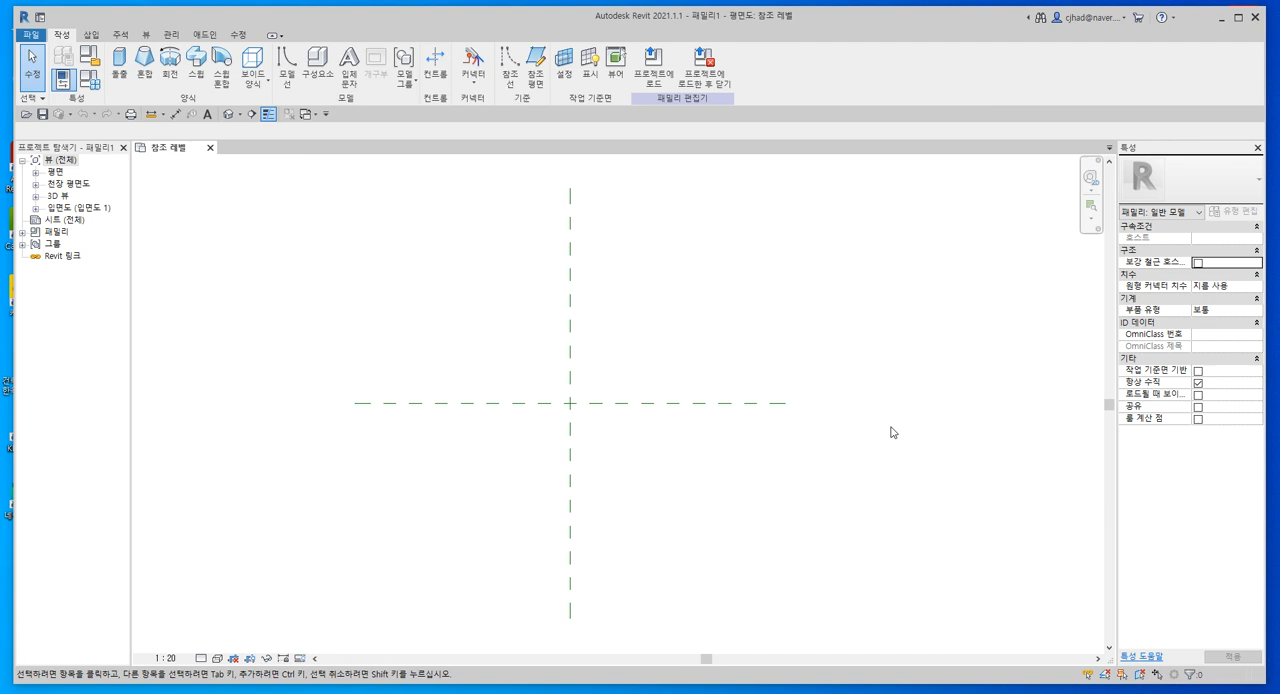 Autodesk Revit 2021.1.1 - 패밀리1 - 평면도: 참조 레벨
cjhad@naver....
파일 작성 삽입 주석 뷰 관리 애드인 수정
수정 돌출 혼합 회전 스윕 스윕 혼합 보이드 양식 모델 선 구성요소 입체 문자 개구부 모델 그룹 컨트롤 커넥터 참조 선 참조 평면 설정 표시 뷰어 프로젝트에 로드 프로젝트에 로드한 후 닫기
선택 특성 양식 모델 컨트롤 커넥터 기준 작업 기준면 패밀리 편집기
프로젝트 탐색기 - 패밀리1
참조 레벨
특성
뷰 (전체)
평면
천장 평면도
3D 뷰
입면도 (입면도 1)
시트 (전체)
패밀리
그룹
Revit 링크
패밀리: 일반 모델
유형 편집
구속조건
호스트
구조
보강 철근 호스...
치수
원형 커넥터 치수 지름 사용
기계
부품 유형 보통
ID 데이터
OmniClass 번호
OmniClass 제목
기타
작업 기준면 기반
항상 수직
로드될 때 보이...
공유
룸 계산 점
특성 도움말
적용
1 : 20
선택하려면 항목을 클릭하고, 다른 항목을 선택하려면 Tab 키, 추가하려면 Ctrl 키, 선택 취소하려면 Shift 키를 누르십시오.
:0